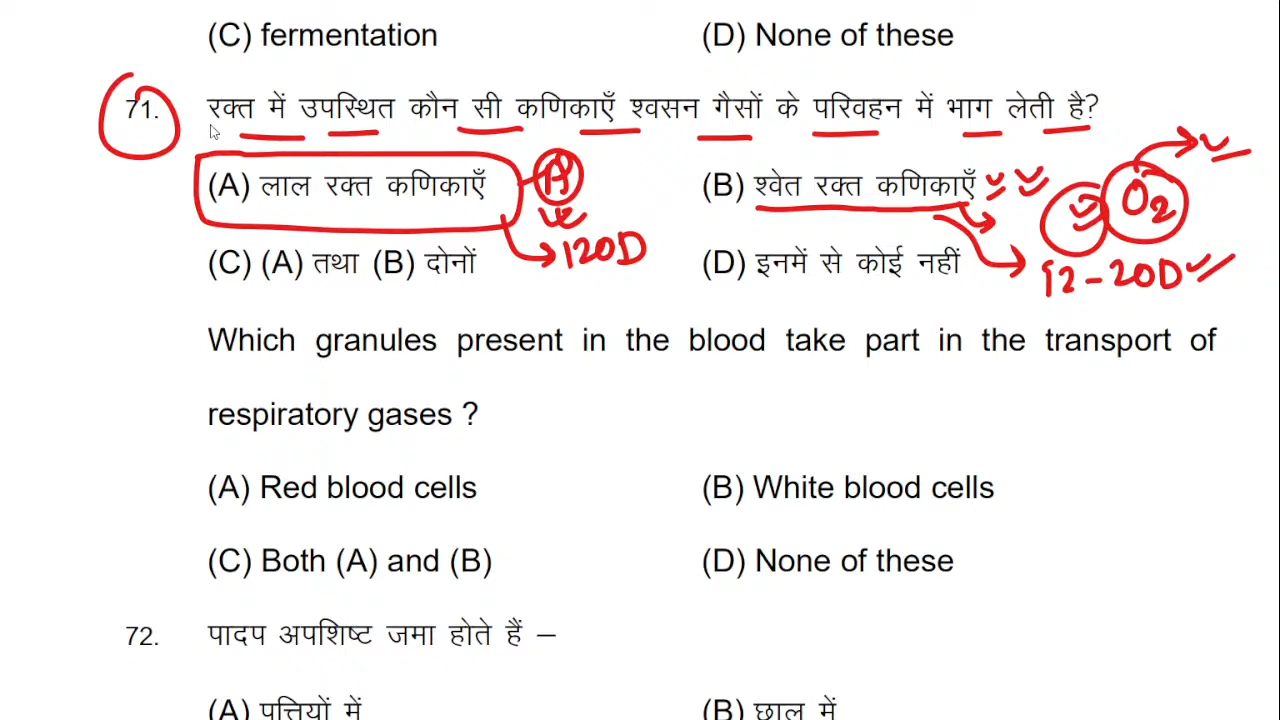 (C) fermentation (D) None of these
71. रक्त में उपस्थित कौन सी कणिकाएँ श्वसन गैसों के परिवहन में भाग लेती है?
(A) लाल रक्त कणिकाएँ A (B) श्वेत रक्त कणिकाएँ O2
120D
(C) (A) तथा (B) दोनों (D) इनमें से कोई नहीं 12-20D
Which granules present in the blood take part in the transport of
respiratory gases ?
(A) Red blood cells (B) White blood cells
(C) Both (A) and (B) (D) None of these
72. पादप अपशिष्ट जमा होते हैं –
(A) पत्तियों में (B) छाल में